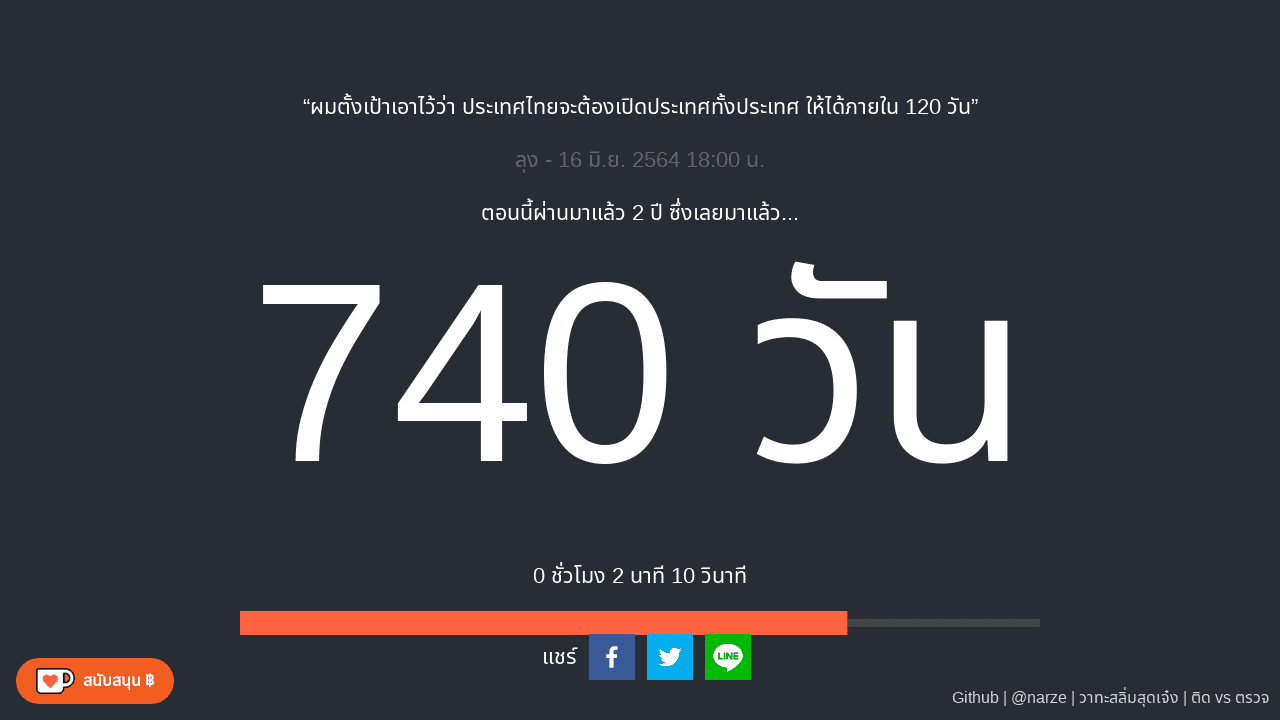 “ผมตั้งเป้าเอาไว้ว่า ประเทศไทยจะต้องเปิดประเทศทั้งประเทศ ให้ได้ภายใน 120 วัน”
ลุง - 16 มิ.ย. 2564 18:00 น.
ตอนนี้ผ่านมาแล้ว 2 ปี ซึ่งเลยมาแล้ว...
740 วัน
0 ชั่วโมง 2 นาที 10 วินาที
แชร์
LINE
สนับสนุน ฿
Github | @narze | วาทะสลิ่มสุดเจ๋ง | ติด vs ตรวจ